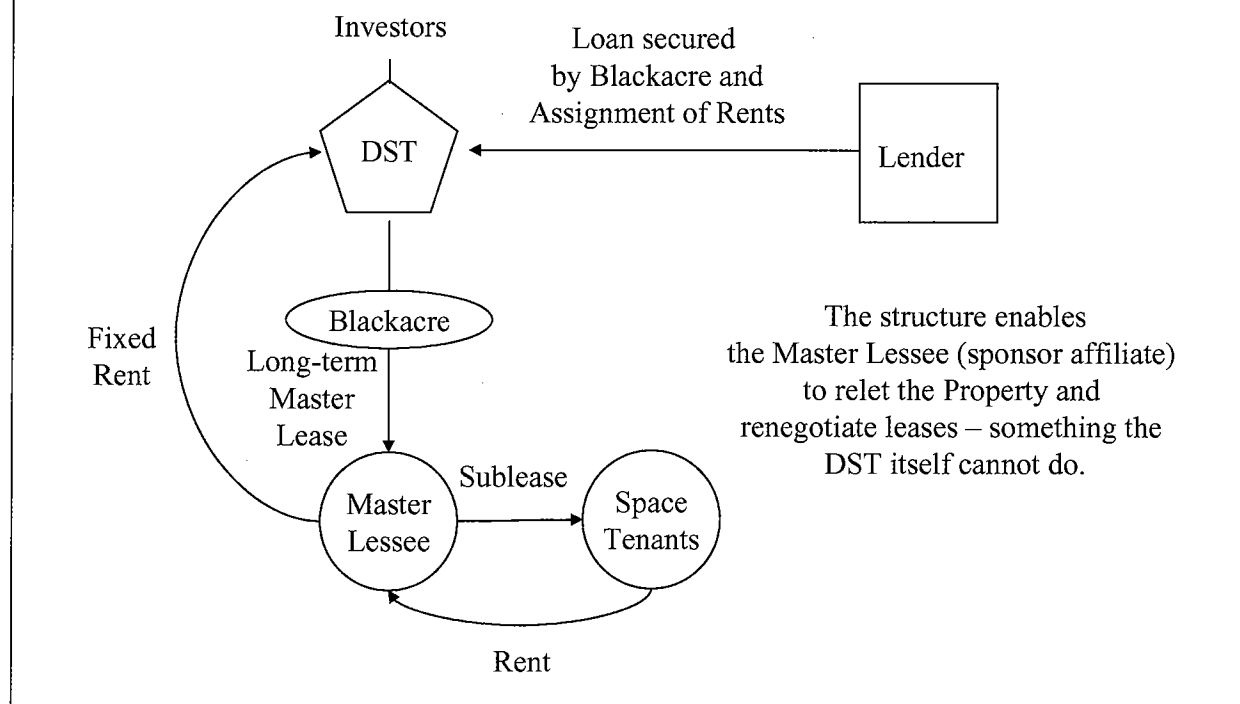 Investors
Loan secured
by Blackacre and
Assignment of Rents
DST
Lender
Blackacre
Fixed
Rent
Long-term
Master
Lease
The structure enables
the Master Lessee (sponsor affiliate)
to relet the Property and
renegotiate leases – something the
DST itself cannot do.
Master
Lessee
Sublease
Space
Tenants
Rent